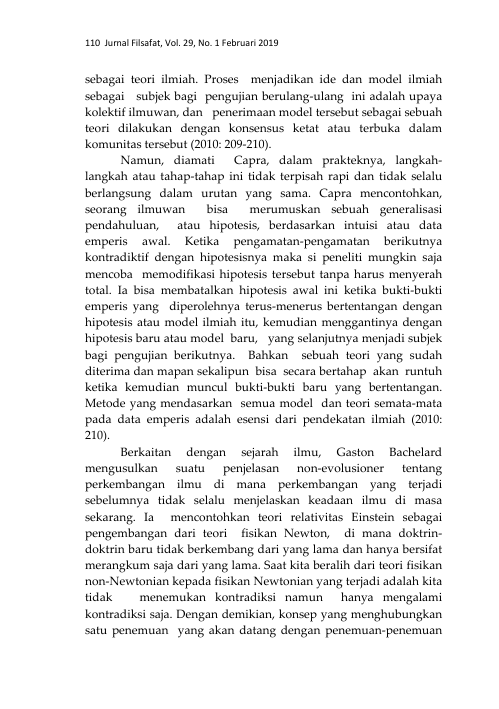 110 Jurnal Filsafat, Vol. 29, No. 1 Februari 2019
sebagai teori ilmiah. Proses menjadikan ide dan model ilmiah
sebagai subjek bagi pengujian berulang-ulang ini adalah upaya
kolektif ilmuwan, dan penerimaan model tersebut sebagai sebuah
teori dilakukan dengan konsensus ketat atau terbuka dalam
komunitas tersebut (2010: 209-210).
Namun, diamati Capra, dalam prakteknya, langkah-
langkah atau tahap-tahap ini tidak terpisah rapi dan tidak selalu
berlangsung dalam urutan yang sama. Capra mencontohkan,
seorang ilmuwan bisa merumuskan sebuah generalisasi
pendahuluan, atau hipotesis, berdasarkan intuisi atau data
emperis awal. Ketika pengamatan-pengamatan berikutnya
kontradiktif dengan hipotesisnya maka si peneliti mungkin saja
mencoba memodifikasi hipotesis tersebut tanpa harus menyerah
total. Ia bisa membatalkan hipotesis awal ini ketika bukti-bukti
emperis yang diperolehnya terus-menerus bertentangan dengan
hipotesis atau model ilmiah itu, kemudian menggantinya dengan
hipotesis baru atau model baru, yang selanjutnya menjadi subjek
bagi pengujian berikutnya. Bahkan sebuah teori yang sudah
diterima dan mapan sekalipun bisa secara bertahap akan runtuh
ketika kemudian muncul bukti-bukti baru yang bertentangan.
Metode yang mendasarkan semua model dan teori semata-mata
pada data emperis adalah esensi dari pendekatan ilmiah (2010:
210).
Berkaitan dengan sejarah ilmu, Gaston Bachelard
mengusulkan suatu penjelasan non-evolusioner tentang
perkembangan ilmu di mana perkembangan yang terjadi
sebelumnya tidak selalu menjelaskan keadaan ilmu di masa
sekarang. Ia mencontohkan teori relativitas Einstein sebagai
pengembangan dari teori fisikan Newton, di mana doktrin-
doktrin baru tidak berkembang dari yang lama dan hanya bersifat
merangkum saja dari yang lama. Saat kita beralih dari teori fisikan
non-Newtonian kepada fisikan Newtonian yang terjadi adalah kita
tidak menemukan kontradiksi namun hanya mengalami
kontradiksi saja. Dengan demikian, konsep yang menghubungkan
satu penemuan yang akan datang dengan penemuan-penemuan